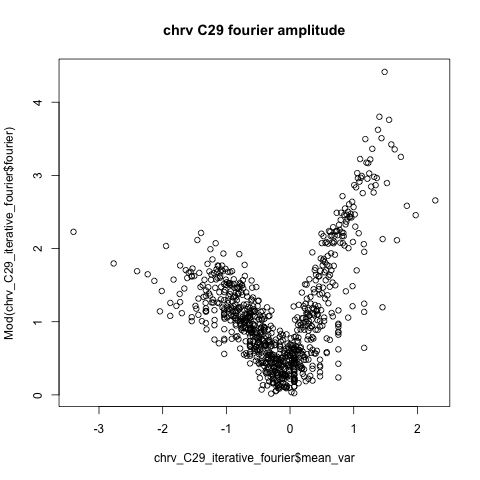 chrv C29 fourier amplitude
Mod(chrv_C29_iterative_fourier$fourier)
4
3
2
1
0
-3 -2 -1 0 1 2
chrv_C29_iterative_fourier$mean_var